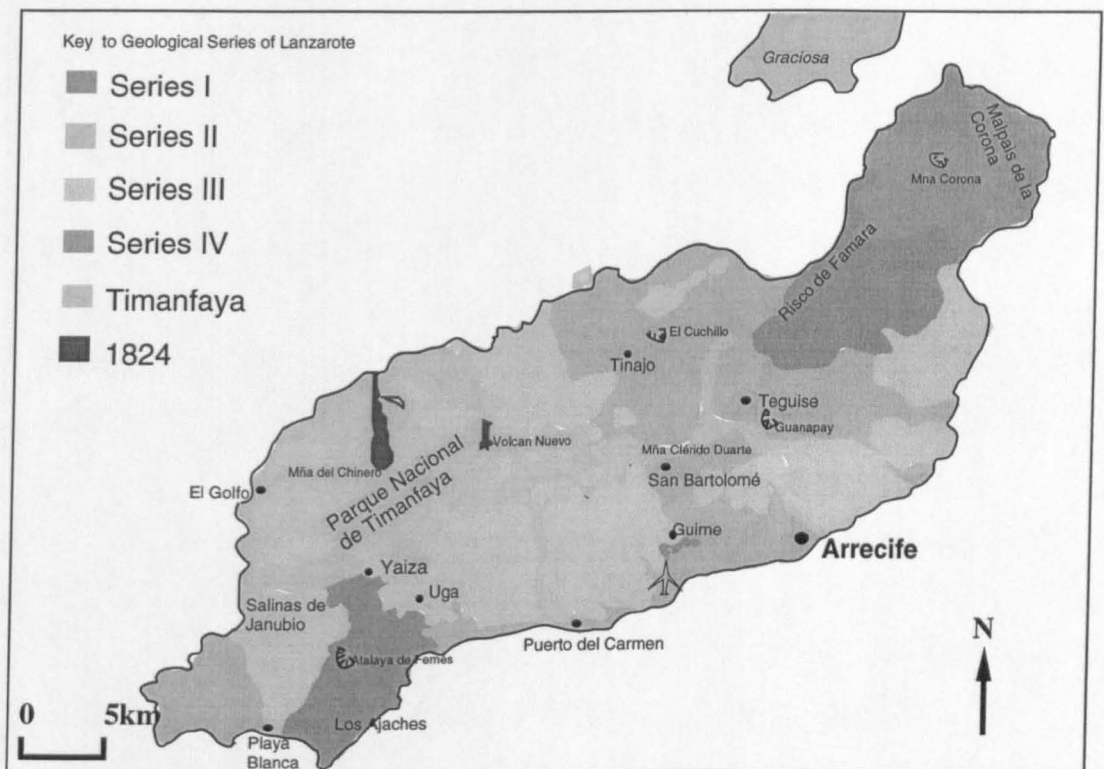 Key to Geological Series of Lanzarote
Series I
Series II
Series III
Series IV
Timanfaya
1824
Graciosa
Malpais de la
Corona
Mna Corona
Risco de Famara
El Cuchillo
Tinajo
Teguise
Guanapay
Volcan Nuevo
Mña Clérido Duarte
San Bartolomé
Mña del Chinero
El Golfo
Parque Nacional
de Timanfaya
Guime
Arrecife
Yaiza
Uga
Salinas de
Janubio
Puerto del Carmen
Atalaya de Femés
Los Ajaches
Playa
Blanca
0 5km
N